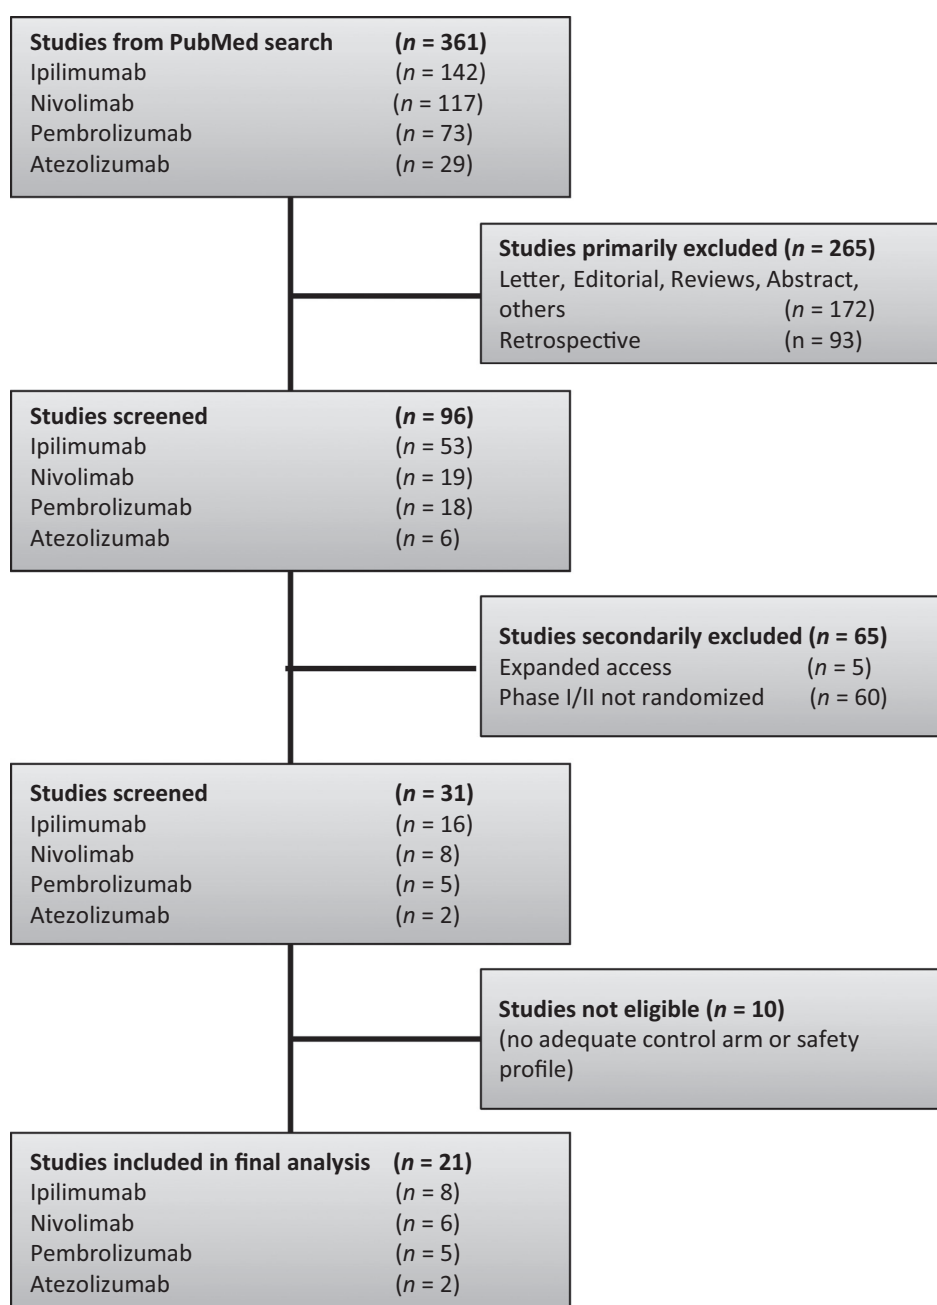 Studies from PubMed search (n = 361)
Ipilimumab (n = 142)
Nivolimab (n = 117)
Pembrolizumab (n = 73)
Atezolizumab (n = 29)
Studies primarily excluded (n = 265)
Letter, Editorial, Reviews, Abstract,
others (n = 172)
Retrospective (n = 93)
Studies screened (n = 96)
Ipilimumab (n = 53)
Nivolimab (n = 19)
Pembrolizumab (n = 18)
Atezolizumab (n = 6)
Studies secondarily excluded (n = 65)
Expanded access (n = 5)
Phase I/II not randomized (n = 60)
Studies screened (n = 31)
Ipilimumab (n = 16)
Nivolimab (n = 8)
Pembrolizumab (n = 5)
Atezolizumab (n = 2)
Studies not eligible (n = 10)
(no adequate control arm or safety
profile)
Studies included in final analysis (n = 21)
Ipilimumab (n = 8)
Nivolimab (n = 6)
Pembrolizumab (n = 5)
Atezolizumab (n = 2)